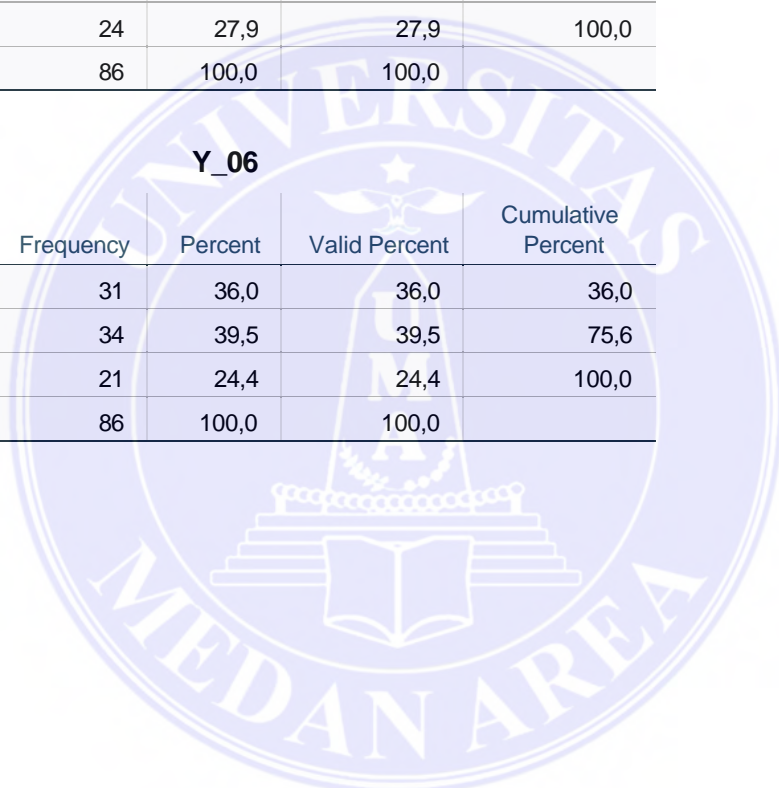 24 27,9 27,9 100,0
86 100,0 100,0
Y_06
Frequency Percent Valid Percent Cumulative Percent
31 36,0 36,0 36,0
34 39,5 39,5 75,6
21 24,4 24,4 100,0
86 100,0 100,0
UNIVERSITAS
UMA
MEDAN AREA